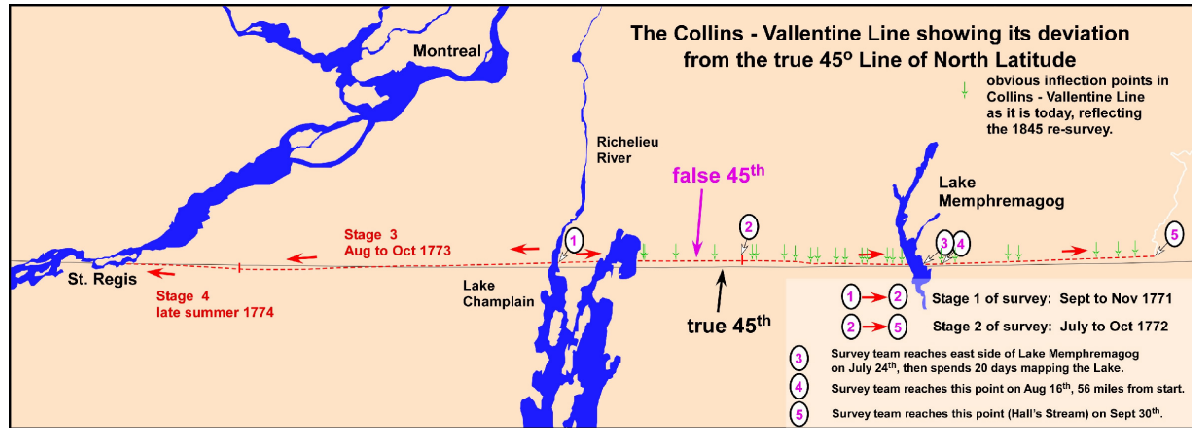 The Collins - Vallentine Line showing its deviation
from the true 45º Line of North Latitude
obvious inflection points in
Collins - Vallentine Line
as it is today, reflecting
the 1845 re-survey.
Montreal
Richelieu
River
false 45th
Lake
Memphremagog
2
1
3
4
5
Stage 3
Aug to Oct 1773
St. Regis
Stage 4
late summer 1774
Lake
Champlain
true 45th
1 2 Stage 1 of survey: Sept to Nov 1771
2 5 Stage 2 of survey: July to Oct 1772
3 Survey team reaches east side of Lake Memphremagog
on July 24th, then spends 20 days mapping the Lake.
4 Survey team reaches this point on Aug 16th, 56 miles from start.
5 Survey team reaches this point (Hall's Stream) on Sept 30th.